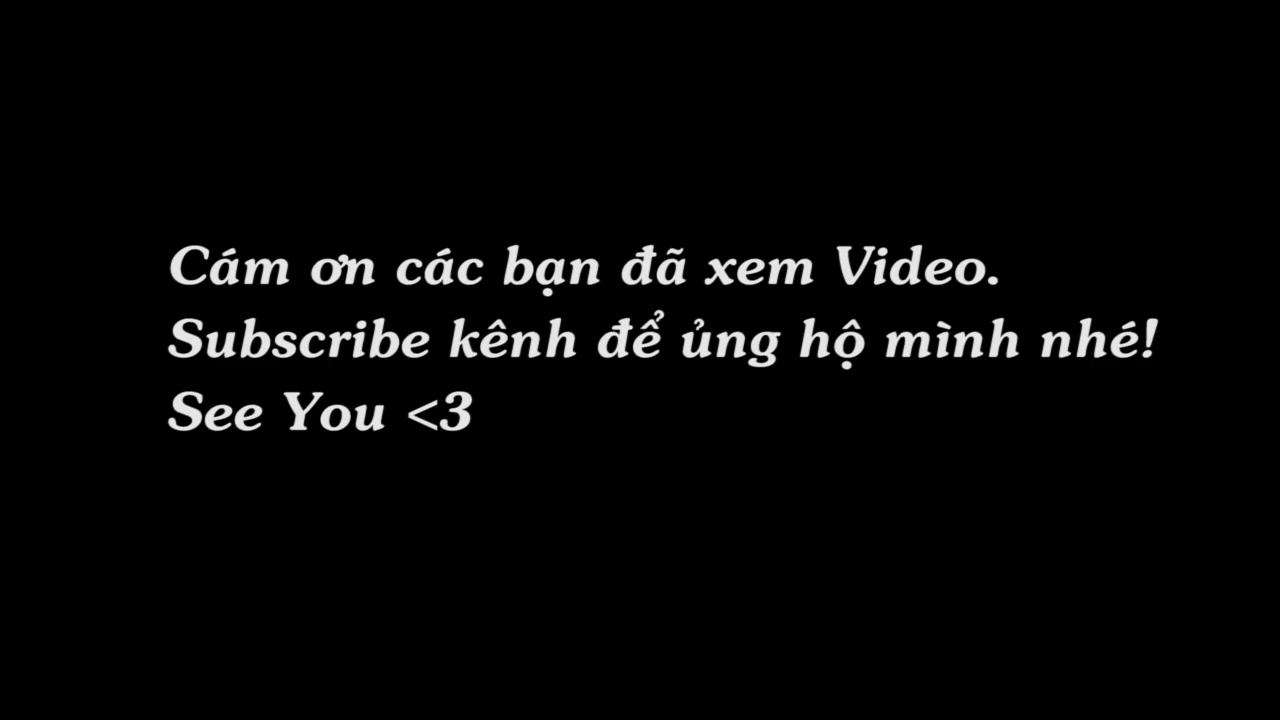 Cám ơn các bạn đã xem Video.
Subscribe kênh để ủng hộ mình nhé!
See You <3